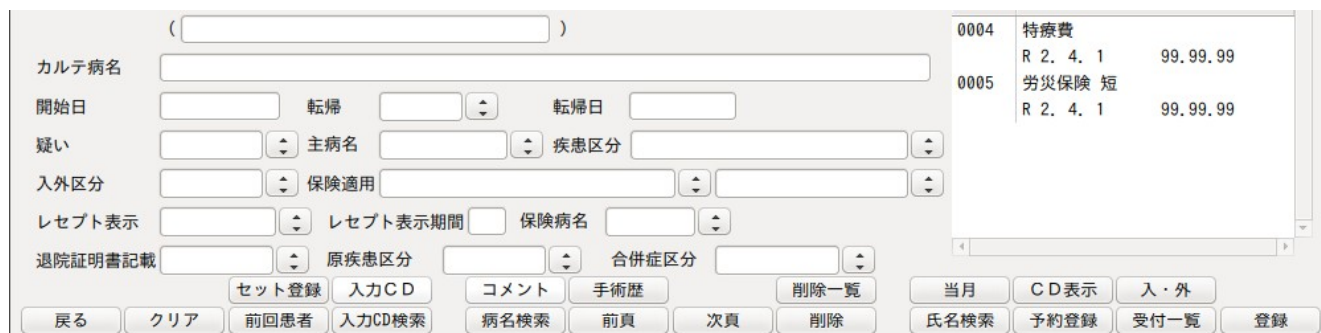 ( )
0004 特療費
R 2. 4. 1 99.99.99
カルテ病名
0005 労災保険 短
R 2. 4. 1 99.99.99
開始日 転帰 転帰日
疑い 主病名 疾患区分
入外区分 保険適用
レセプト表示 レセプト表示期間 保険病名
退院証明書記載 原疾患区分 合併症区分
セット登録 入力CD コメント 手術歴 削除一覧 当月 CD表示 入・外
戻る クリア 前回患者 入力CD検索 病名検索 前頁 次頁 削除 氏名検索 予約登録 受付一覧 登録